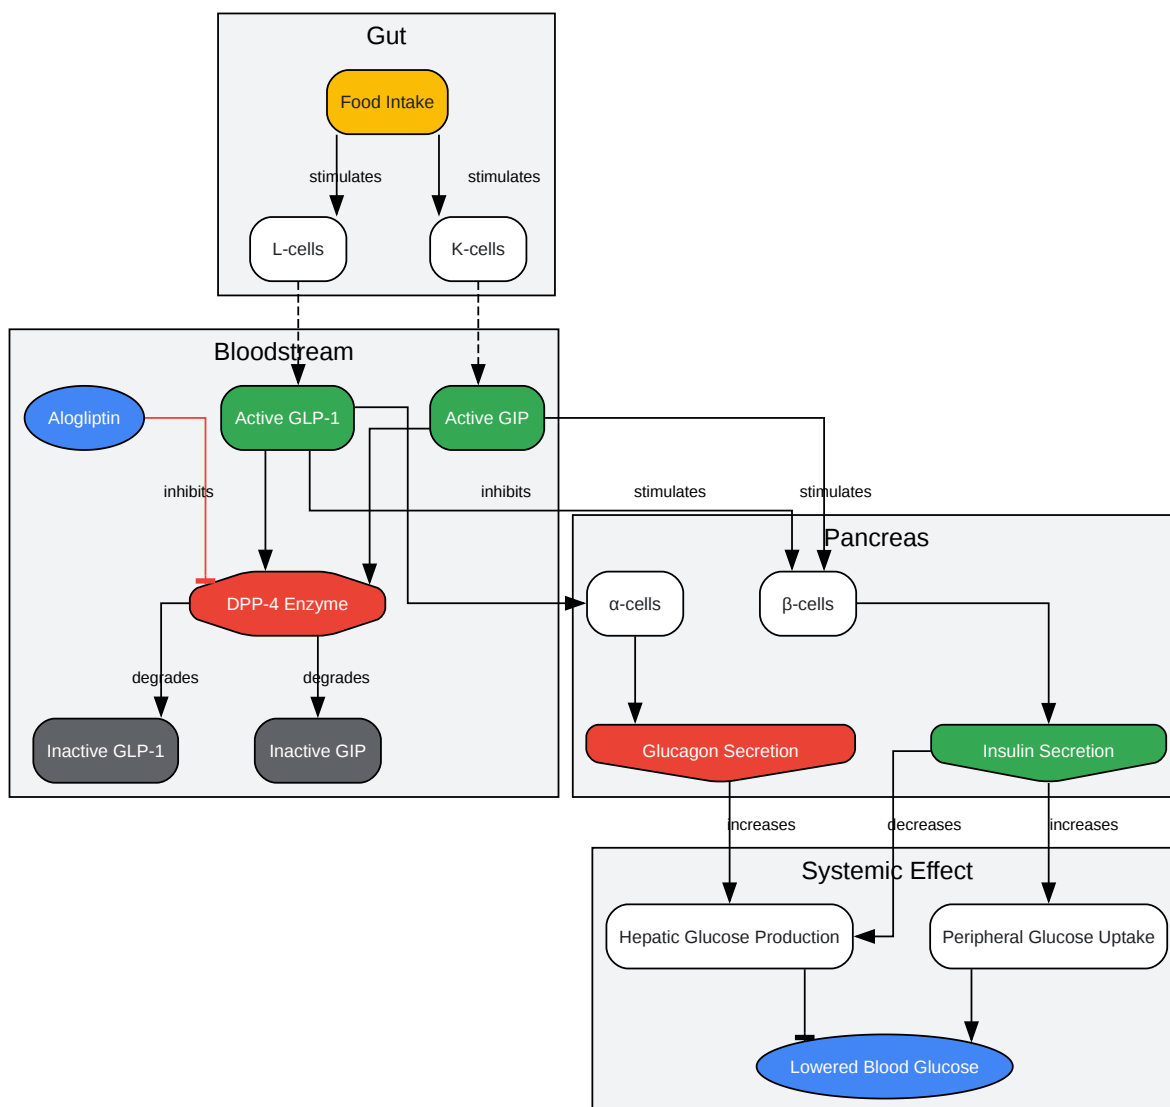 Gut
Food Intake
stimulates
stimulates
L-cells
K-cells
Bloodstream
Alogliptin
Active GLP-1
Active GIP
inhibits
inhibits
stimulates
stimulates
Pancreas
DPP-4 Enzyme
α-cells
β-cells
degrades
degrades
Inactive GLP-1
Inactive GIP
Glucagon Secretion
Insulin Secretion
increases
decreases
increases
Systemic Effect
Hepatic Glucose Production
Peripheral Glucose Uptake
Lowered Blood Glucose